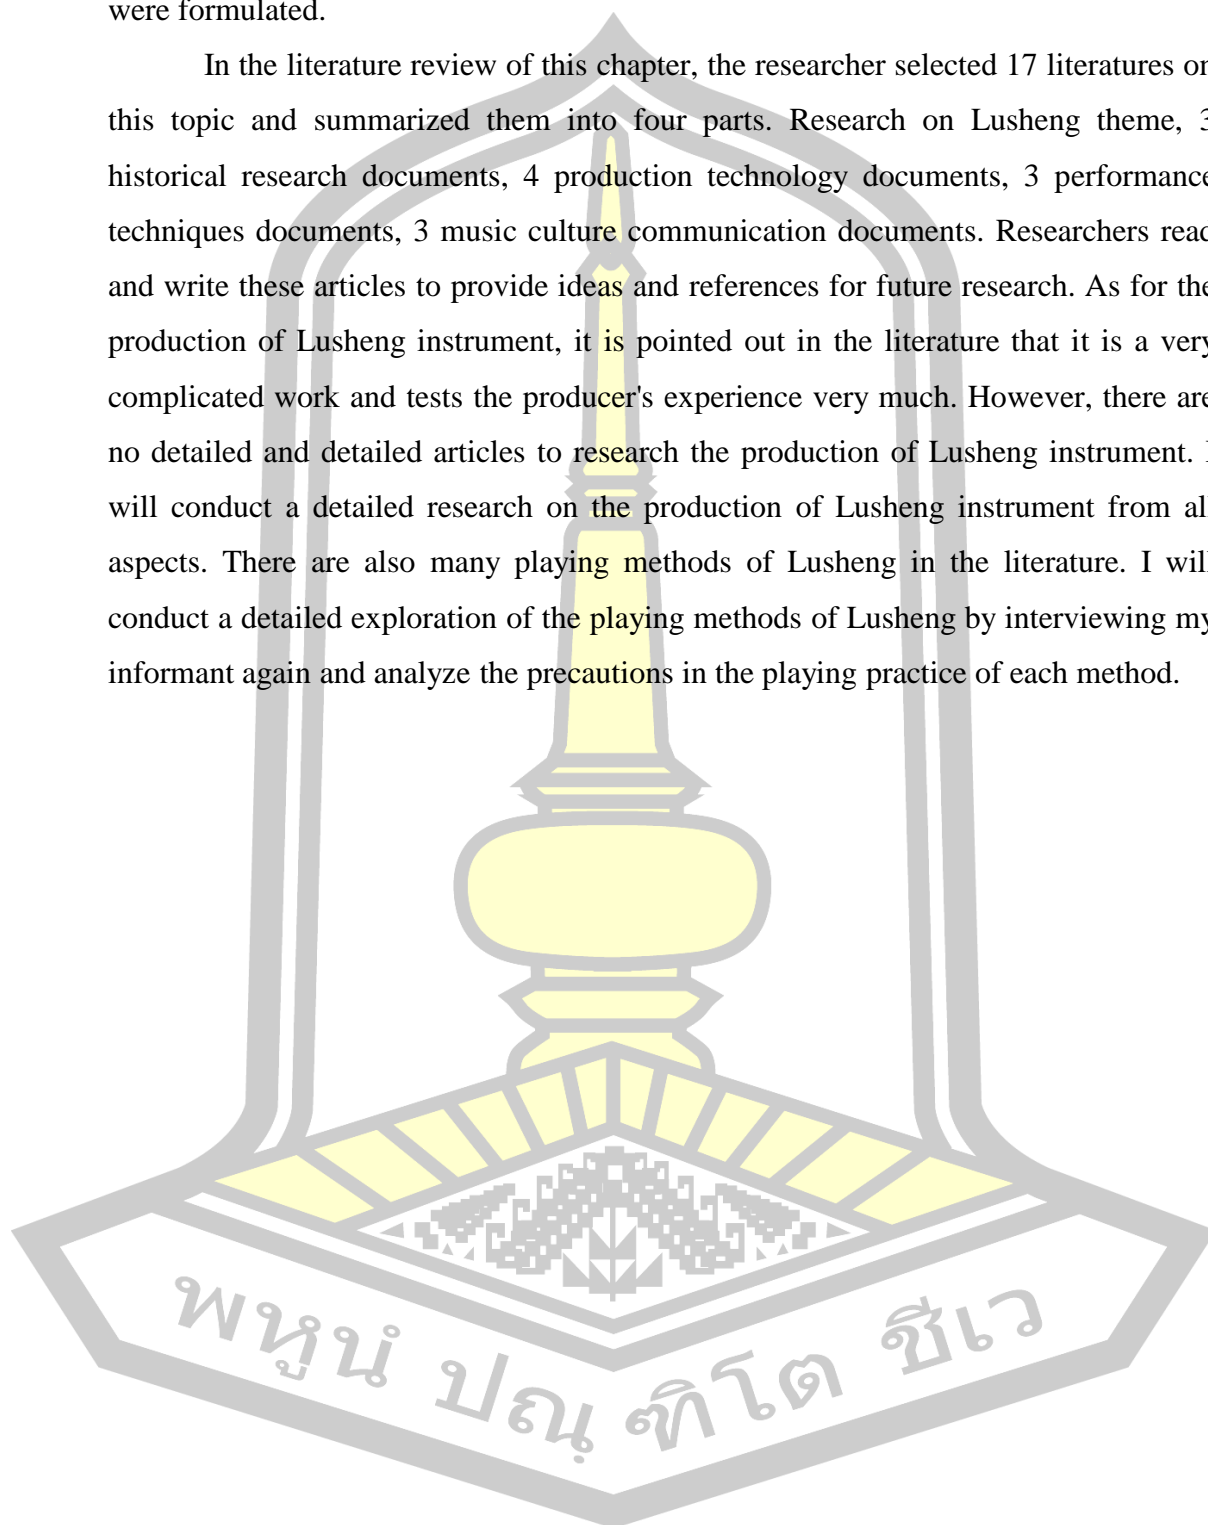 were formulated.
In the literature review of this chapter, the researcher selected 17 literatures on
this topic and summarized them into four parts. Research on Lusheng theme, 3
historical research documents, 4 production technology documents, 3 performance
techniques documents, 3 music culture communication documents. Researchers read
and write these articles to provide ideas and references for future research. As for the
production of Lusheng instrument, it is pointed out in the literature that it is a very
complicated work and tests the producer's experience very much. However, there are
no detailed and detailed articles to research the production of Lusheng instrument. I
will conduct a detailed research on the production of Lusheng instrument from all
aspects. There are also many playing methods of Lusheng in the literature. I will
conduct a detailed exploration of the playing methods of Lusheng by interviewing my
informant again and analyze the precautions in the playing practice of each method.
พหูนํ ปณฺฑิโต ชีเว